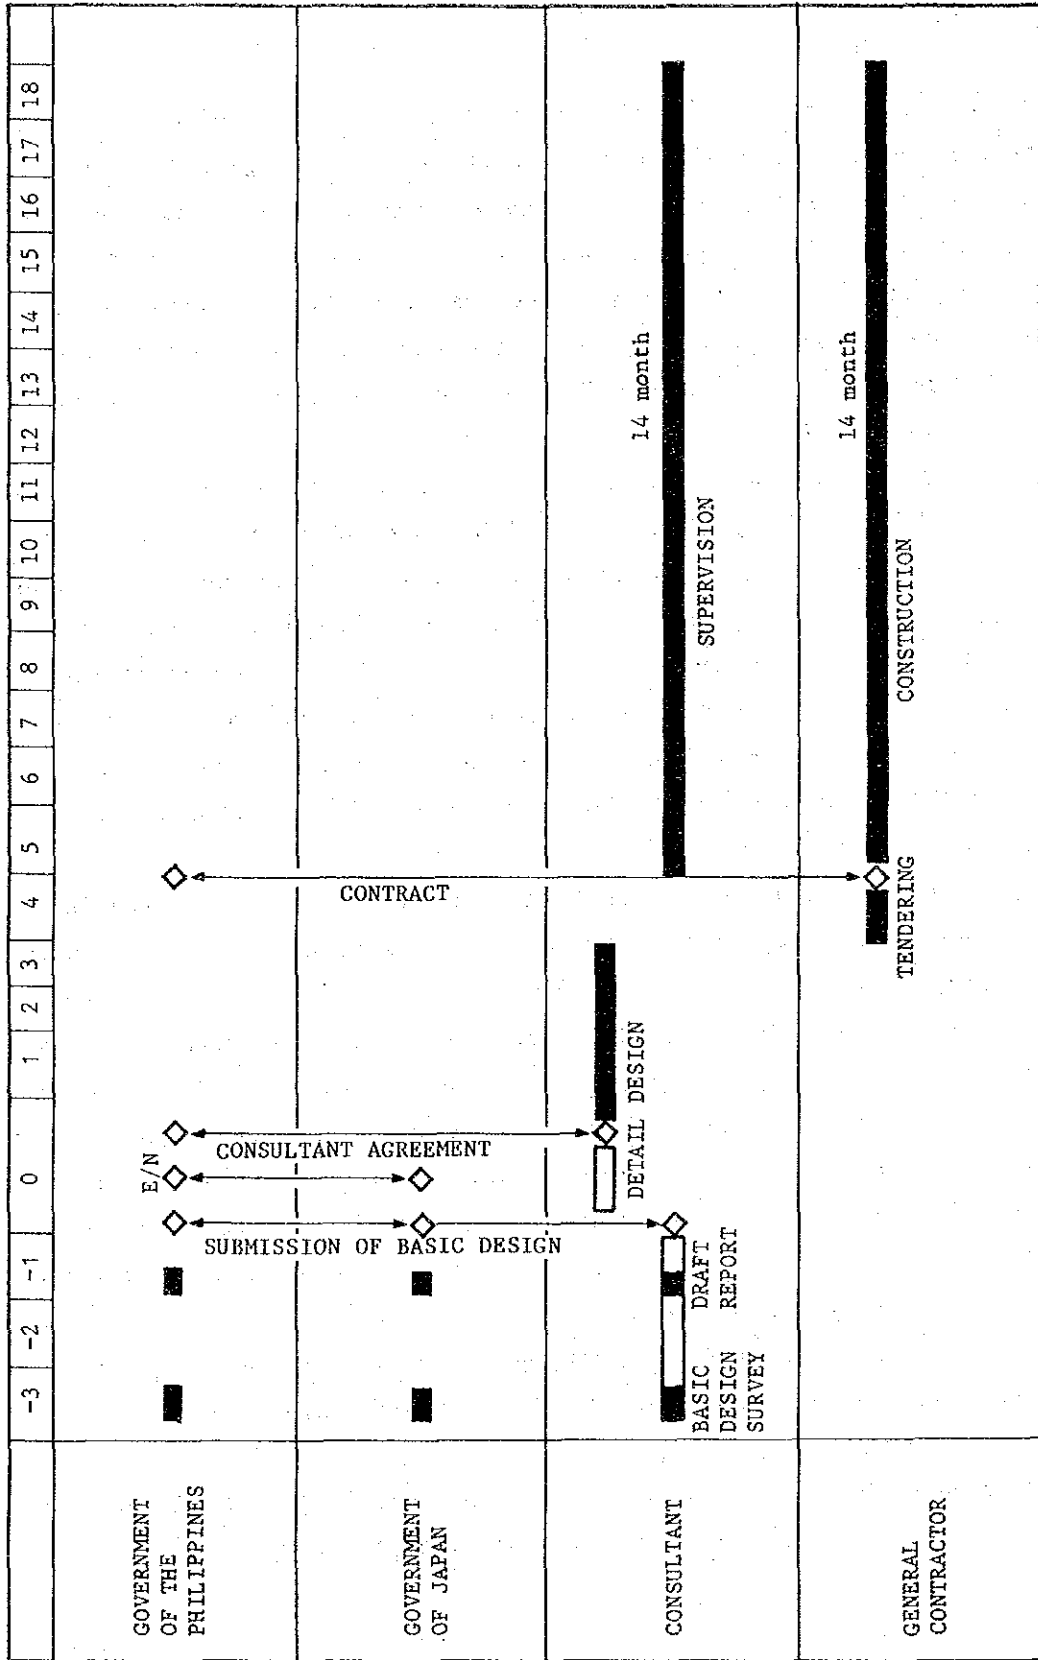 -3 -2 -1 0 1 2 3 4 5 6 7 8 9 10 11 12 13 14 15 16 17 18
GOVERNMENT
OF THE
PHILIPPINES
E/N
SUBMISSION OF BASIC DESIGN
CONSULTANT AGREEMENT
CONTRACT
GOVERNMENT
OF JAPAN
CONSULTANT
BASIC
DESIGN
SURVEY
DRAFT
REPORT
DETAIL DESIGN
SUPERVISION
14 month
GENERAL
CONTRACTOR
TENDERING
CONSTRUCTION
14 month